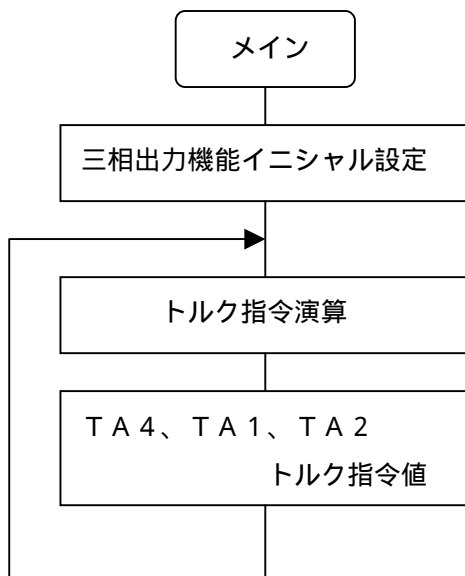 メイン
三相出力機能イニシャル設定
トルク指令演算
ＴＡ４、ＴＡ１、ＴＡ２
トルク指令値